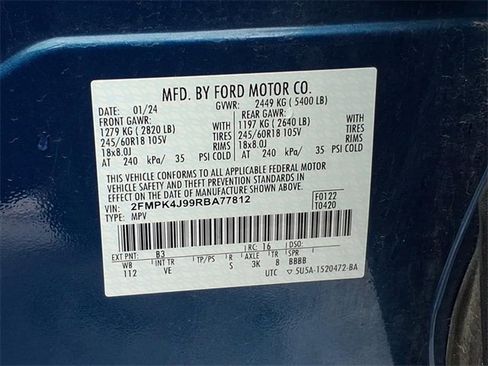 MFD. BY FORD MOTOR CO.
DATE: 01/24 GVWR: 2449 KG ( 5400 LB)
FRONT GAWR: REAR GAWR:
1279 KG ( 2820 LB) WITH 1197 KG ( 2640 LB) WITH
245/60R18 105V TIRES 245/60R18 105V TIRES
18x8.0J RIMS 18x8.0J RIMS
AT 240 kPa/ 35 PSI COLD AT 240 kPa/ 35 PSI COLD
THIS VEHICLE CONFORMS TO ALL APPLICABLE FEDERAL MOTOR
VEHICLE SAFETY AND BUMPER STANDARDS IN EFFECT ON THE DATE OF
MANUFACTURE SHOWN ABOVE.
VIN: 2FMPK4J99RBA77812 F0122
TYPE: MPV T0420
EXT PNT: B3 RC: 16 DSO:
WB INT TR TP/PS R AXLE TR SPR
112 VE S 3K 8 BBBB
UTC 5U5A-1520472-BA